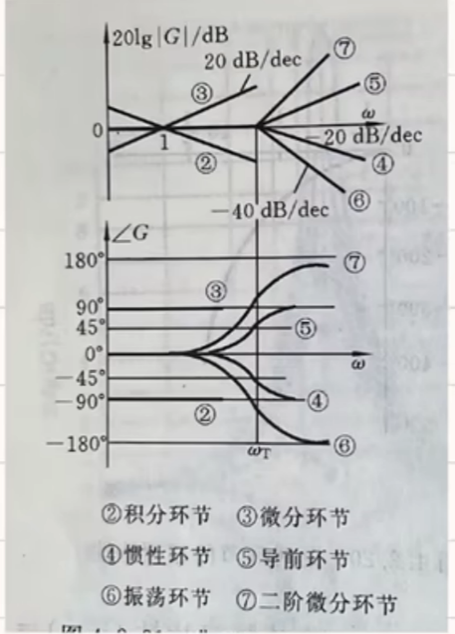 20lg|G|/dB
⑦
20 dB/dec
③
⑤
ω
0
1
−20 dB/dec
②
④
⑥
−40 dB/dec
∠G
180°
⑦
③
90°
45°
⑤
0°
ω
−45°
−90°
②
④
−180°
ωT
⑥
②积分环节 ③微分环节
④惯性环节 ⑤导前环节
⑥振荡环节 ⑦二阶微分环节